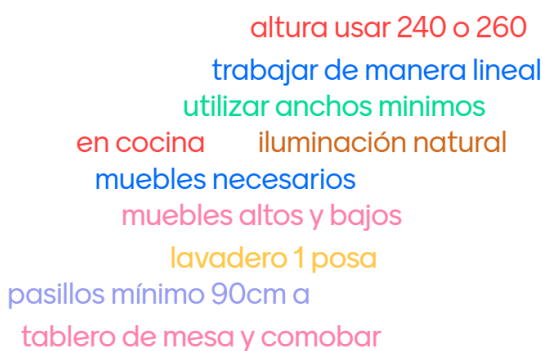 altura usar 240 o 260
trabajar de manera lineal
utilizar anchos minimos
en cocina iluminación natural
muebles necesarios
muebles altos y bajos
lavadero 1 posa
pasillos mínimo 90cm a
tablero de mesa y comobar